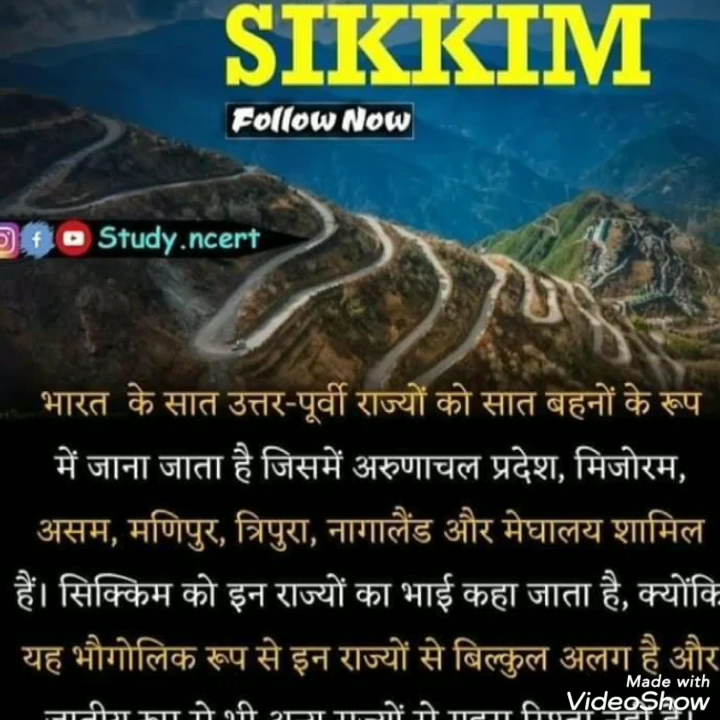 SIKKIM
Follow Now
Study.ncert
भारत के सात उत्तर-पूर्वी राज्यों को सात बहनों के रूप
में जाना जाता है जिसमें अरुणाचल प्रदेश, मिजोरम,
असम, मणिपुर, त्रिपुरा, नागालैंड और मेघालय शामिल
हैं। सिक्किम को इन राज्यों का भाई कहा जाता है, क्योंकि
यह भौगोलिक रूप से इन राज्यों से बिल्कुल अलग है और
Made with
VideoShow